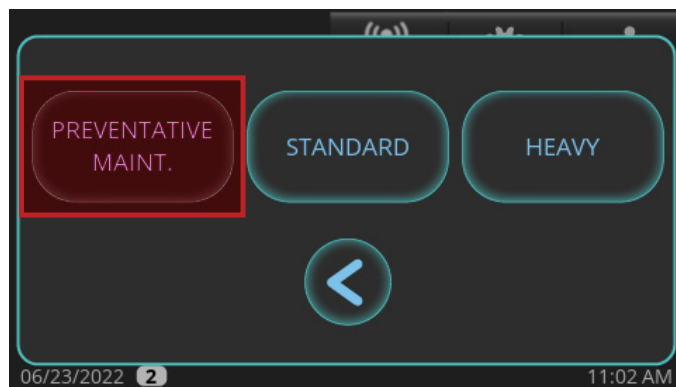 PREVENTATIVE
MAINT.
STANDARD
HEAVY
06/23/2022 2
11:02 AM